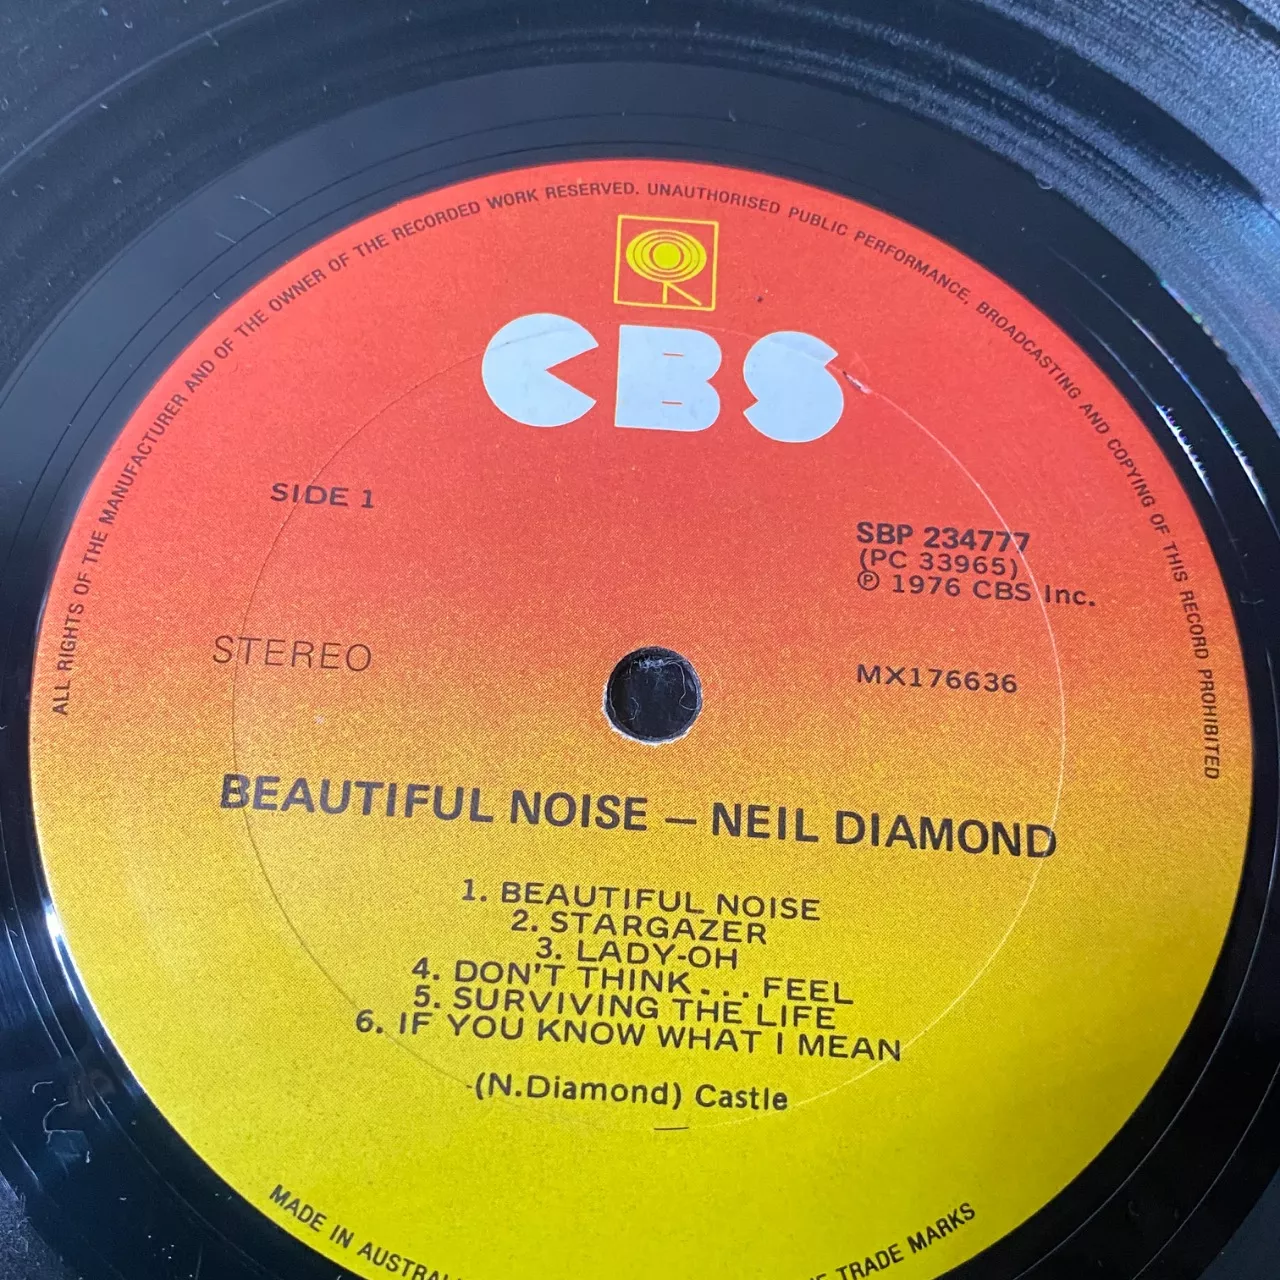 ALL RIGHTS OF THE MANUFACTURER AND OF THE OWNER OF THE RECORDED WORK RESERVED. UNAUTHORISED PUBLIC PERFORMANCE, BROADCASTING AND COPYING OF THIS RECORD PROHIBITED
CBS
SIDE 1
SBP 234777
(PC 33965)
℗ 1976 CBS Inc.
STEREO
MX176636
BEAUTIFUL NOISE – NEIL DIAMOND
1. BEAUTIFUL NOISE
2. STARGAZER
3. LADY-OH
4. DON'T THINK . . . FEEL
5. SURVIVING THE LIFE
6. IF YOU KNOW WHAT I MEAN
(N.Diamond) Castle
MADE IN
TRADE MARKS